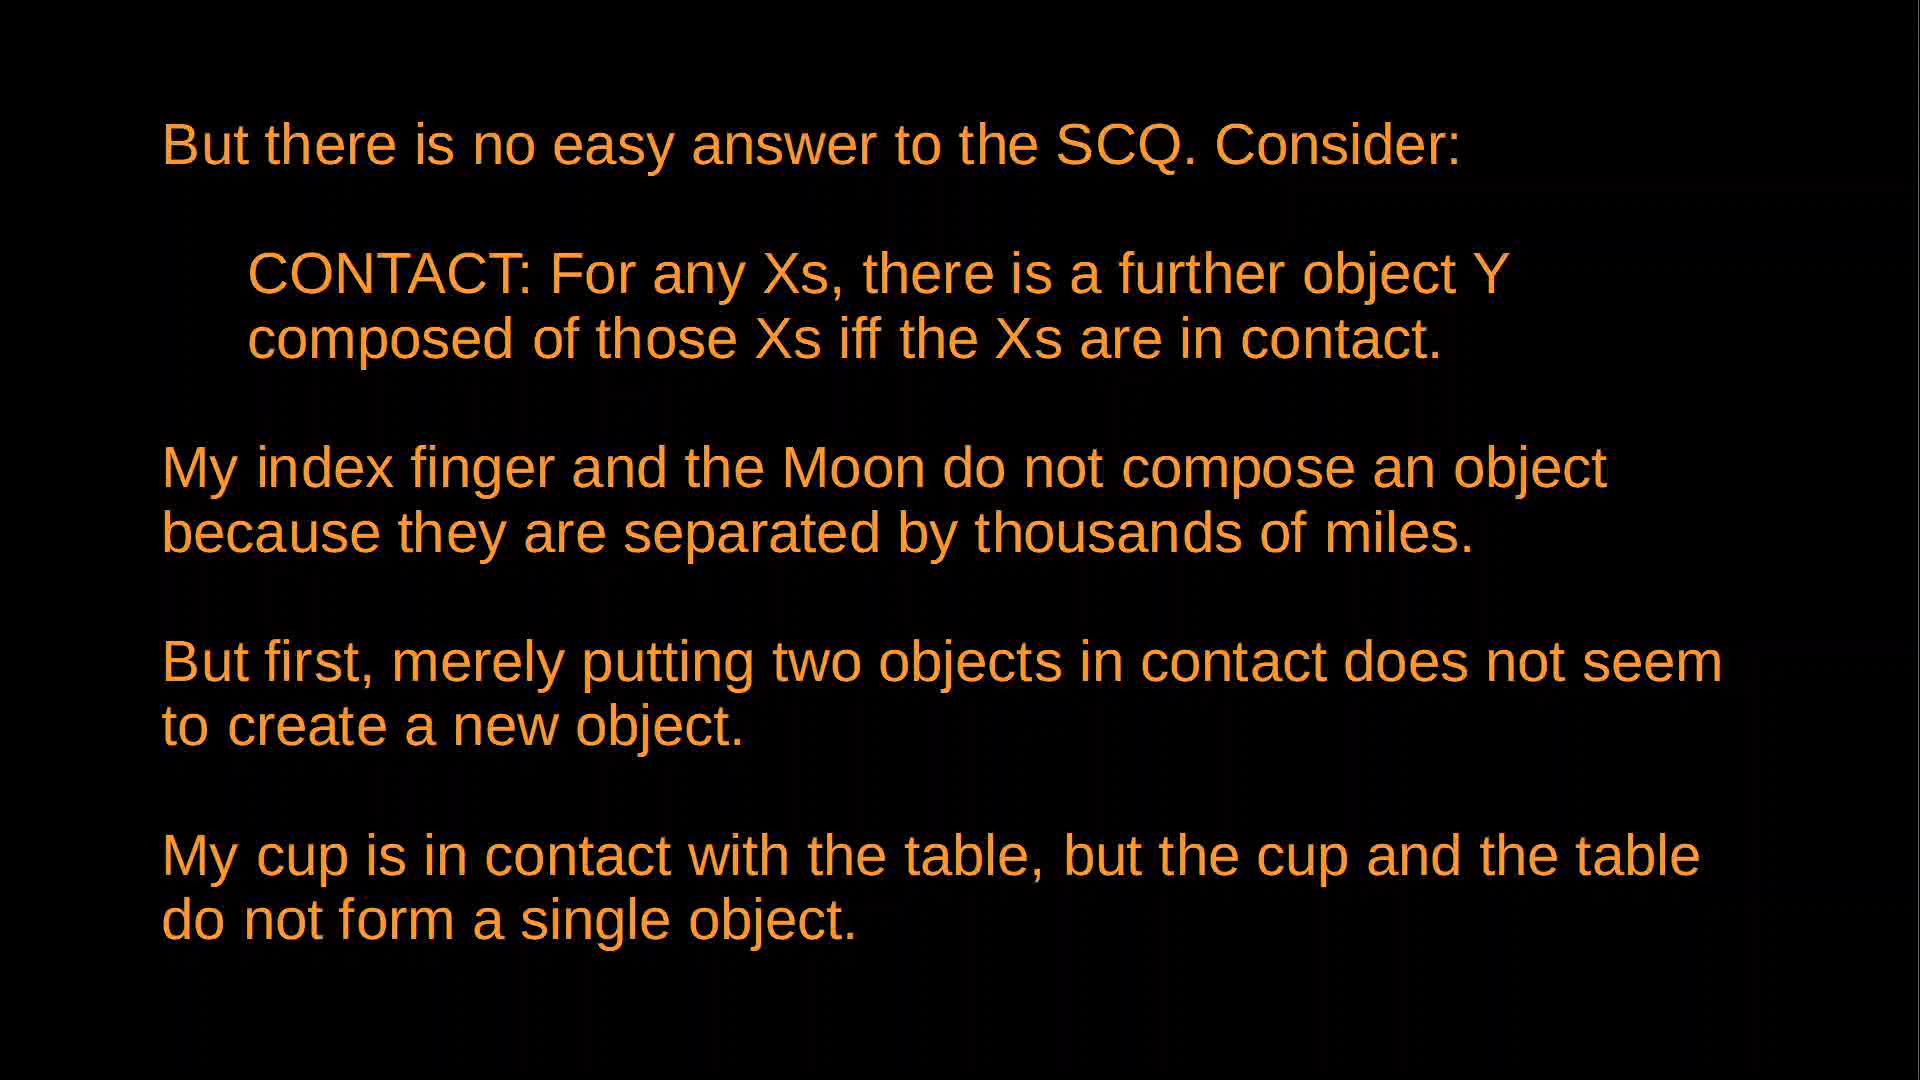 But there is no easy answer to the SCQ. Consider:
CONTACT: For any Xs, there is a further object Y
composed of those Xs iff the Xs are in contact.
My index finger and the Moon do not compose an object
because they are separated by thousands of miles.
But first, merely putting two objects in contact does not seem
to create a new object.
My cup is in contact with the table, but the cup and the table
do not form a single object.